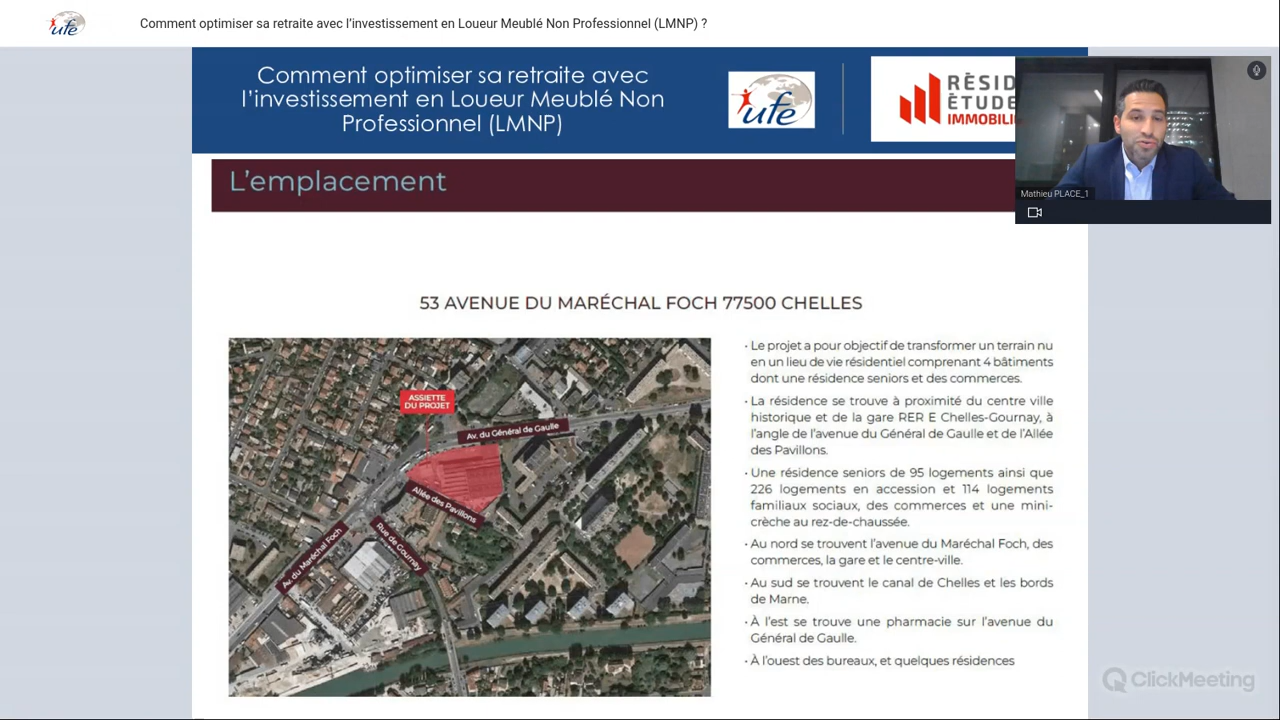 ufe
Comment optimiser sa retraite avec l'investissement en Loueur Meublé Non Professionnel (LMNP) ?
Comment optimiser sa retraite avec
l'investissement en Loueur Meublé Non
Professionnel (LMNP)
ufe
RÉSID
ÉTUDE
IMMOBILI
Mathieu PLACE_1
L'emplacement
53 AVENUE DU MARÉCHAL FOCH 77500 CHELLES
ASSIETTE
DU PROJET
Av. du Général de Gaulle
Allée des Pavillons
Rue de Cournay
Av. du Maréchal Foch
· Le projet a pour objectif de transformer un terrain nu
en un lieu de vie résidentiel comprenant 4 bâtiments
dont une résidence seniors et des commerces.
· La résidence se trouve à proximité du centre ville
historique et de la gare RER E Chelles-Gournay, à
l'angle de l'avenue du Général de Gaulle et de l'Allée
des Pavillons.
· Une résidence seniors de 95 logements ainsi que
226 logements en accession et 114 logements
familiaux sociaux, des commerces et une mini-
crèche au rez-de-chaussée.
· Au nord se trouvent l'avenue du Maréchal Foch, des
commerces, la gare et le centre-ville.
· Au sud se trouvent le canal de Chelles et les bords
de Marne.
· À l'est se trouve une pharmacie sur l'avenue du
Général de Gaulle.
· À l'ouest des bureaux, et quelques résidences
ClickMeeting